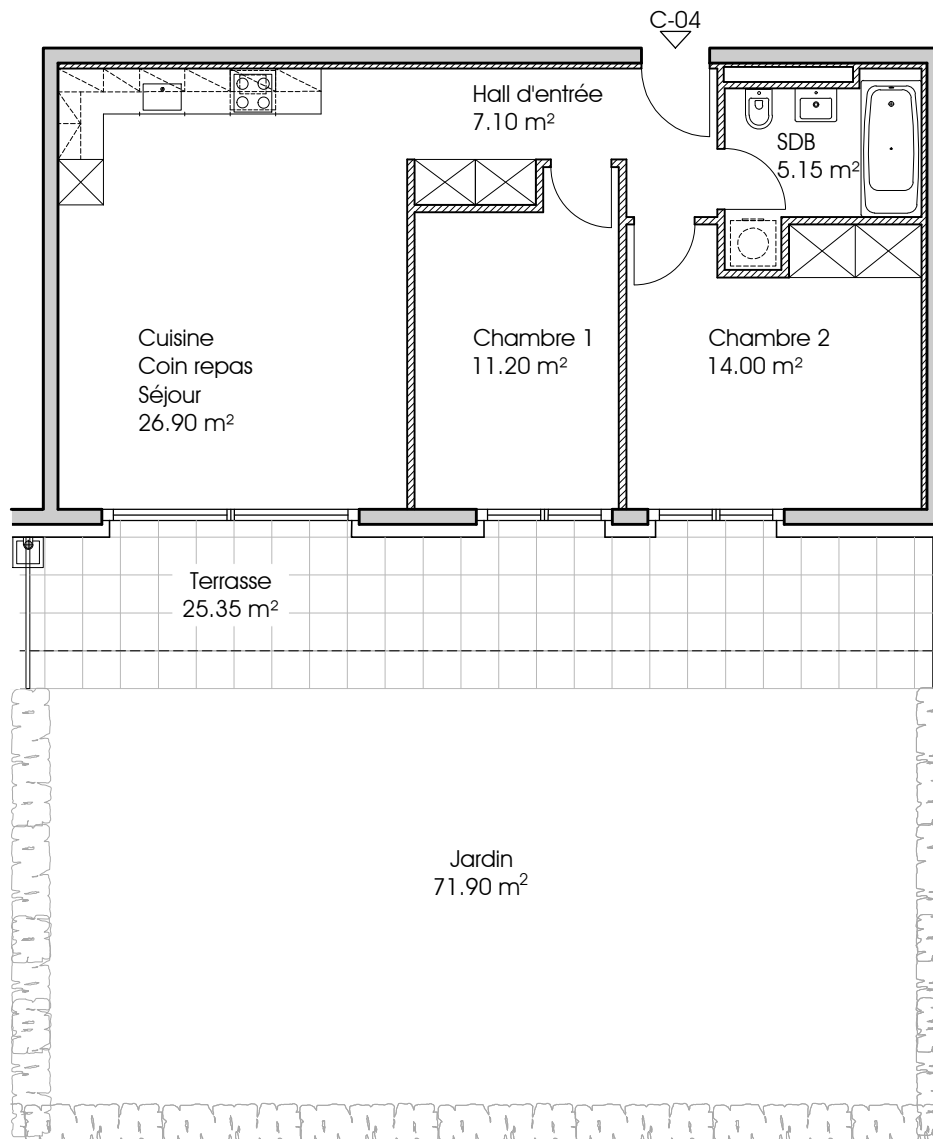 C-04
Hall d'entrée
7.10 m²
SDB
5.15 m²
Cuisine
Coin repas
Séjour
26.90 m²
Chambre 1
11.20 m²
Chambre 2
14.00 m²
Terrasse
25.35 m²
Jardin
71.90 m²